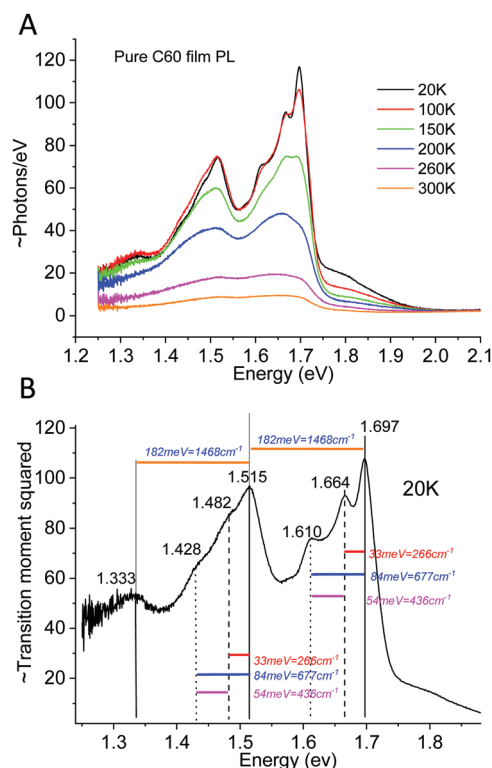 A
Pure C60 film PL
20K
100K
150K
200K
260K
300K
~Photons/eV
120
100
80
60
40
20
0
1.2 1.3 1.4 1.5 1.6 1.7 1.8 1.9 2.0 2.1
Energy (eV)
B
~Transition moment squared
120
100
80
60
40
20
182meV=1468cm-1
182meV=1468cm-1
1.697
1.515
1.664
20K
1.482
1.610
1.428
1.333
33meV=266cm-1
84meV=677cm-1
54meV=436cm-1
33meV=266cm-1
84meV=677cm-1
54meV=436cm-1
1.3 1.4 1.5 1.6 1.7 1.8
Energy (ev)